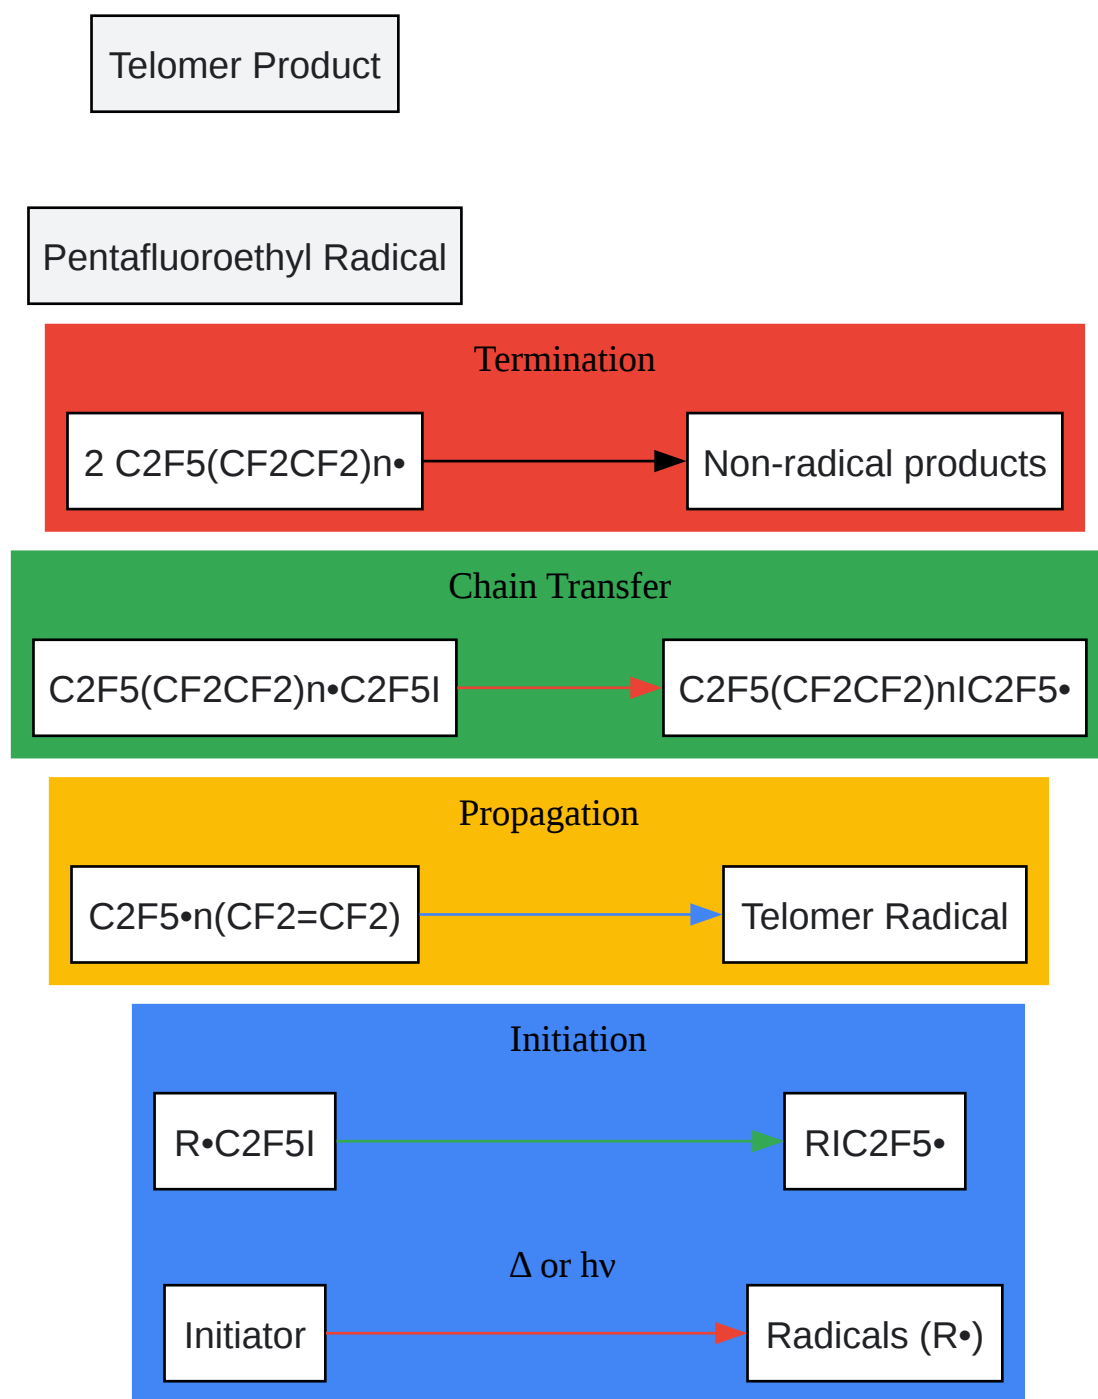 Telomer Product
Pentafluoroethyl Radical
Termination
2 C2F5(CF2CF2)n•
Non-radical products
Chain Transfer
C2F5(CF2CF2)n•C2F5I
C2F5(CF2CF2)nIC2F5•
Propagation
C2F5•n(CF2=CF2)
Telomer Radical
Initiation
R•C2F5I
RIC2F5•
Δ or hν
Initiator
Radicals (R•)